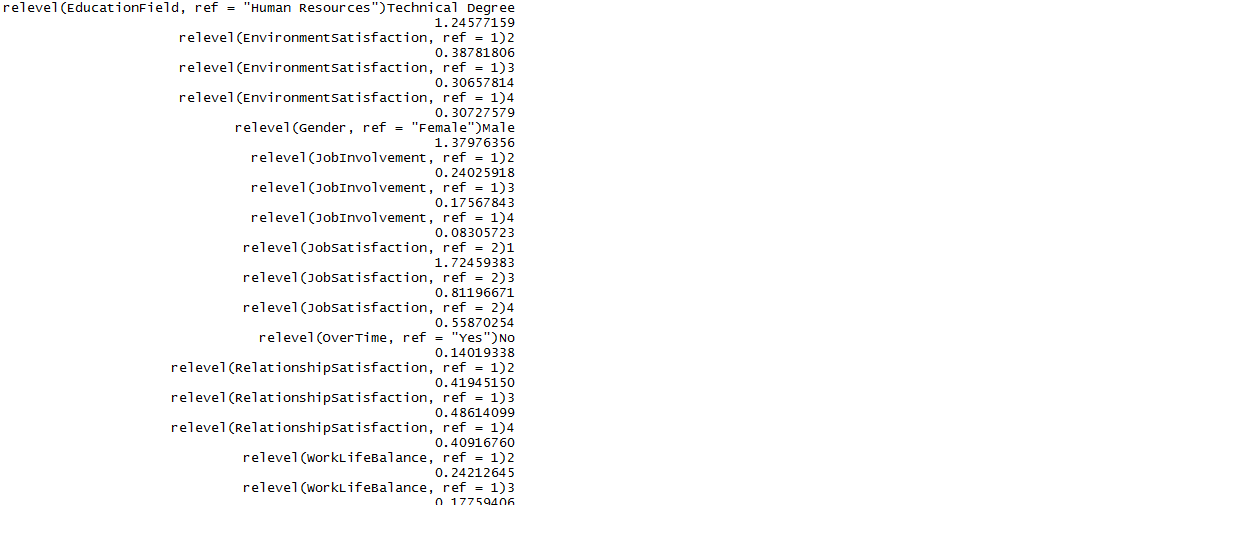 relevel(EducationField, ref = "Human Resources")Technical Degree
1.24577159
relevel(EnvironmentSatisfaction, ref = 1)2
0.38781806
relevel(EnvironmentSatisfaction, ref = 1)3
0.30657814
relevel(EnvironmentSatisfaction, ref = 1)4
0.30727579
relevel(Gender, ref = "Female")Male
1.37976356
relevel(JobInvolvement, ref = 1)2
0.24025918
relevel(JobInvolvement, ref = 1)3
0.17567843
relevel(JobInvolvement, ref = 1)4
0.08305723
relevel(JobSatisfaction, ref = 2)1
1.72459383
relevel(JobSatisfaction, ref = 2)3
0.81196671
relevel(JobSatisfaction, ref = 2)4
0.55870254
relevel(OverTime, ref = "Yes")No
0.14019338
relevel(RelationshipSatisfaction, ref = 1)2
0.41945150
relevel(RelationshipSatisfaction, ref = 1)3
0.48614099
relevel(RelationshipSatisfaction, ref = 1)4
0.40916760
relevel(WorkLifeBalance, ref = 1)2
0.24212645
relevel(WorkLifeBalance, ref = 1)3
0.17759406